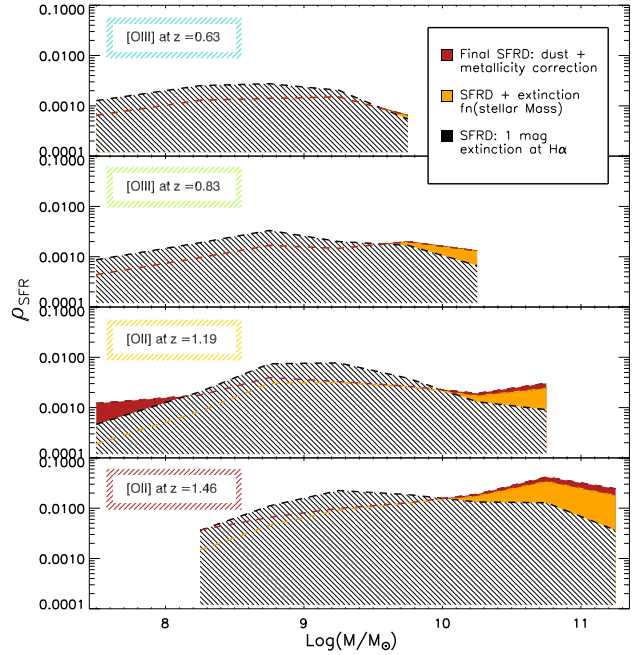 0.1000
0.0100
0.0010
0.0001
[OIII] at z =0.63
Final SFRD: dust +
metallicity correction
SFRD + extinction
fn(stellar Mass)
SFRD: 1 mag
extinction at Hα
0.1000
0.0100
0.0010
0.0001
[OIII] at z =0.83
0.1000
0.0100
0.0010
0.0001
[OII] at z =1.19
0.1000
0.0100
0.0010
0.0001
[OII] at z =1.46
ρSFR
8 9 10 11
Log(M/M⊙)